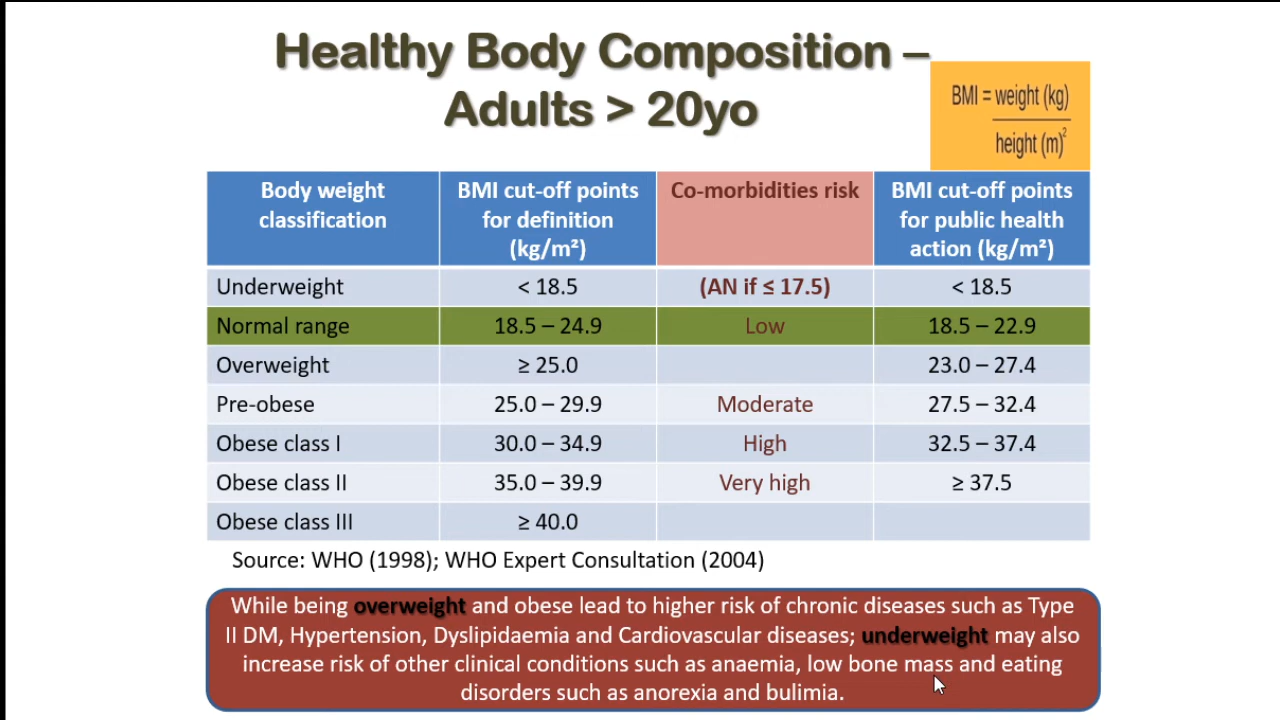 Healthy Body Composition –
Adults > 20yo
BMI = weight (kg)
height (m)²
Body weight classification | BMI cut-off points for definition (kg/m²) | Co-morbidities risk | BMI cut-off points for public health action (kg/m²)
Underweight | < 18.5 | (AN if ≤ 17.5) | < 18.5
Normal range | 18.5 – 24.9 | Low | 18.5 – 22.9
Overweight | ≥ 25.0 | | 23.0 – 27.4
Pre-obese | 25.0 – 29.9 | Moderate | 27.5 – 32.4
Obese class I | 30.0 – 34.9 | High | 32.5 – 37.4
Obese class II | 35.0 – 39.9 | Very high | ≥ 37.5
Obese class III | ≥ 40.0 | |
Source: WHO (1998); WHO Expert Consultation (2004)
While being overweight and obese lead to higher risk of chronic diseases such as Type
II DM, Hypertension, Dyslipidaemia and Cardiovascular diseases; underweight may also
increase risk of other clinical conditions such as anaemia, low bone mass and eating
disorders such as anorexia and bulimia.